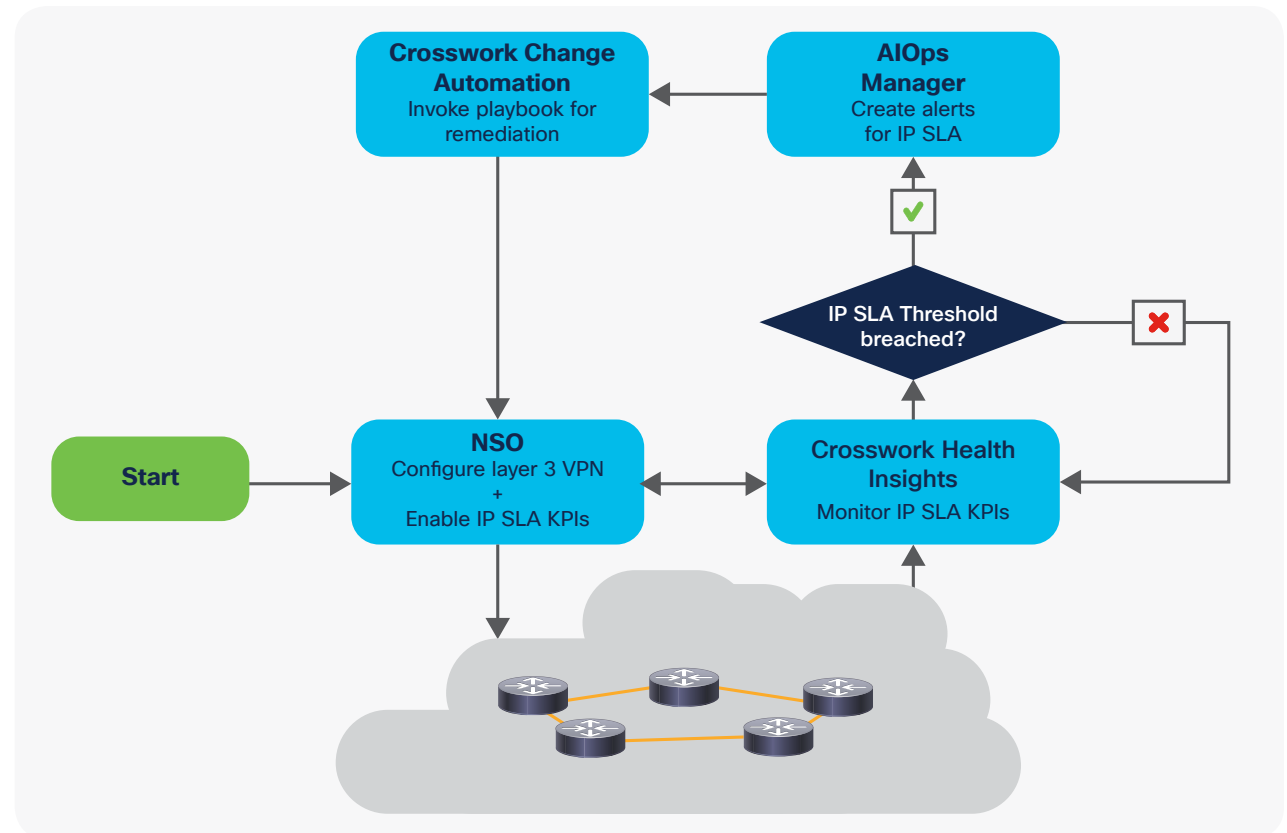 Crosswork Change
Automation
Invoke playbook for
remediation
AIOps
Manager
Create alerts
for IP SLA
IP SLA Threshold
breached?
Start
NSO
Configure layer 3 VPN
+
Enable IP SLA KPIs
Crosswork Health
Insights
Monitor IP SLA KPIs